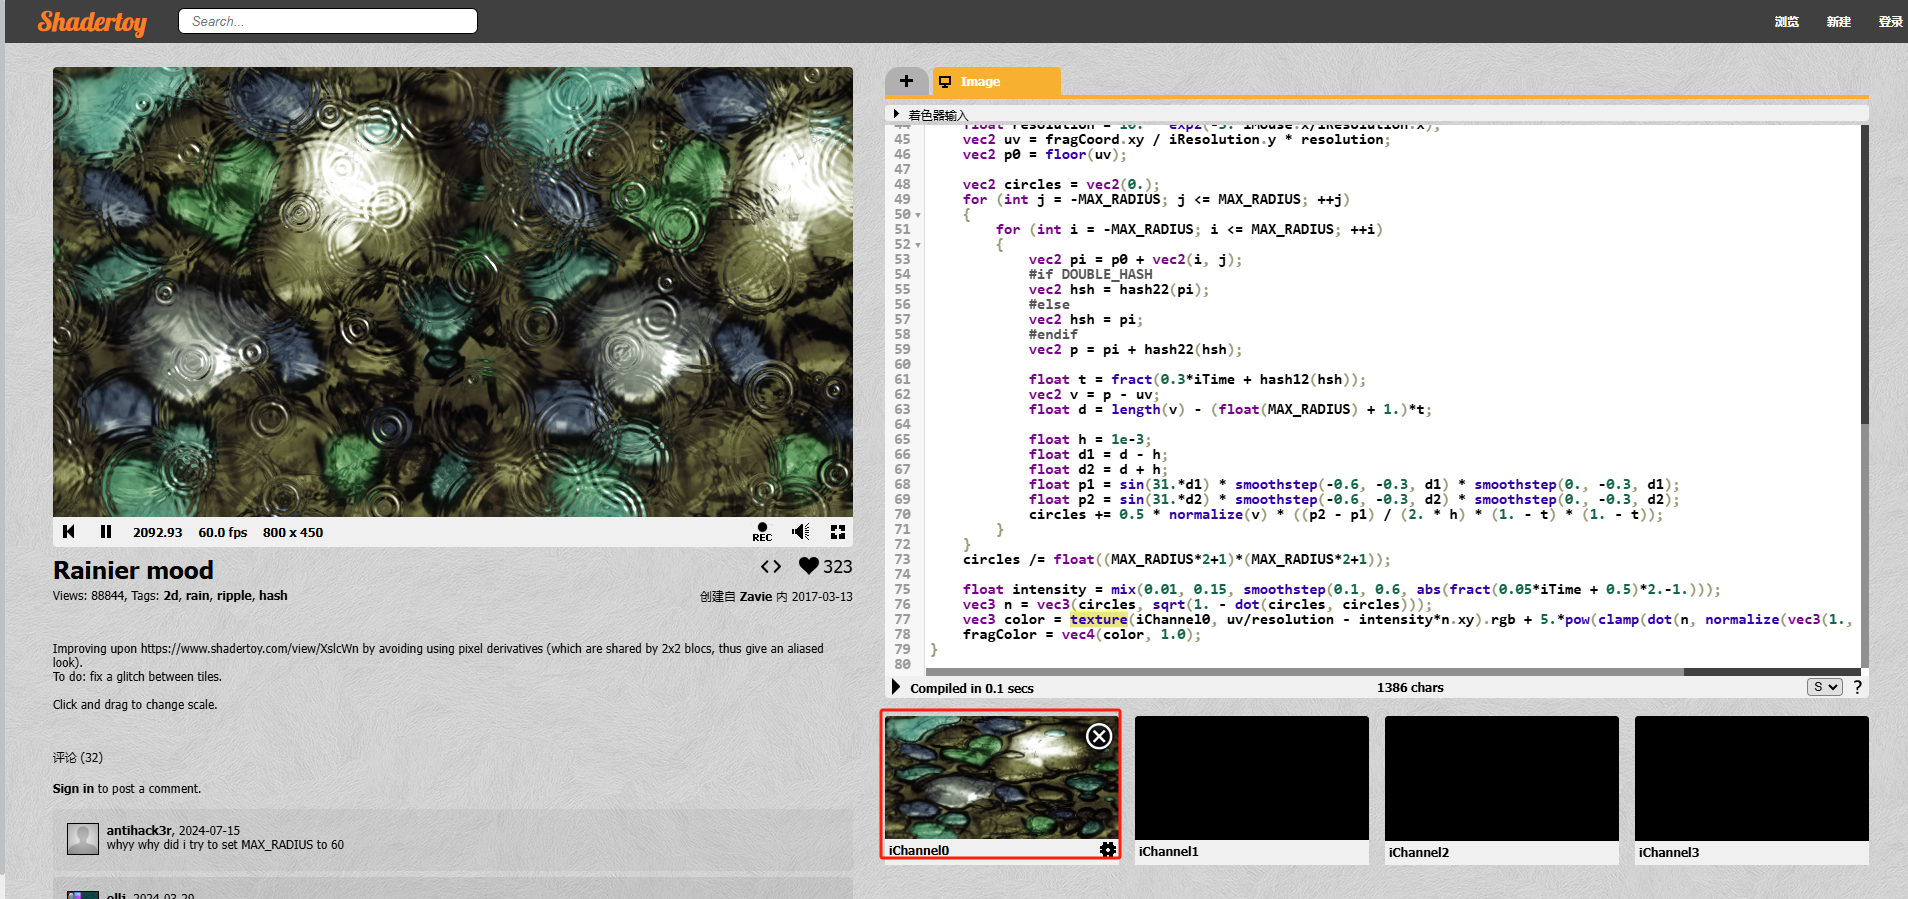 Shadertoy
Search...
浏览
新建
登录
2092.93
60.0 fps
800 x 450
REC
Rainier mood
323
Views: 88844, Tags: 2d, rain, ripple, hash
创建自 Zavie 内 2017-03-13
Improving upon https://www.shadertoy.com/view/XslcWn by avoiding using pixel derivatives (which are shared by 2x2 blocs, thus give an aliased
look).
To do: fix a glitch between tiles.
Click and drag to change scale.
评论 (32)
Sign in to post a comment.
antihack3r, 2024-07-15
whyy why did i try to set MAX_RADIUS to 60
olli, 2024-03-29
+
Image
着色器输入
44 float resolution = 10. * exp2(-3.*iMouse.x/iResolution.x);
45 vec2 uv = fragCoord.xy / iResolution.y * resolution;
46 vec2 p0 = floor(uv);
47
48 vec2 circles = vec2(0.);
49 for (int j = -MAX_RADIUS; j <= MAX_RADIUS; ++j)
50 {
51 for (int i = -MAX_RADIUS; i <= MAX_RADIUS; ++i)
52 {
53 vec2 pi = p0 + vec2(i, j);
54 #if DOUBLE_HASH
55 vec2 hsh = hash22(pi);
56 #else
57 vec2 hsh = pi;
58 #endif
59 vec2 p = pi + hash22(hsh);
60
61 float t = fract(0.3*iTime + hash12(hsh));
62 vec2 v = p - uv;
63 float d = length(v) - (float(MAX_RADIUS) + 1.)*t;
64
65 float h = 1e-3;
66 float d1 = d - h;
67 float d2 = d + h;
68 float p1 = sin(31.*d1) * smoothstep(-0.6, -0.3, d1) * smoothstep(0., -0.3, d1);
69 float p2 = sin(31.*d2) * smoothstep(-0.6, -0.3, d2) * smoothstep(0., -0.3, d2);
70 circles += 0.5 * normalize(v) * ((p2 - p1) / (2. * h) * (1. - t) * (1. - t));
71 }
72 }
73 circles /= float((MAX_RADIUS*2+1)*(MAX_RADIUS*2+1));
74
75 float intensity = mix(0.01, 0.15, smoothstep(0.1, 0.6, abs(fract(0.05*iTime + 0.5)*2.-1.)));
76 vec3 n = vec3(circles, sqrt(1. - dot(circles, circles)));
77 vec3 color = texture(iChannel0, uv/resolution - intensity*n.xy).rgb + 5.*pow(clamp(dot(n, normalize(vec3(1.,
78 fragColor = vec4(color, 1.0);
79 }
80
Compiled in 0.1 secs
1386 chars
S
?
iChannel0
iChannel1
iChannel2
iChannel3